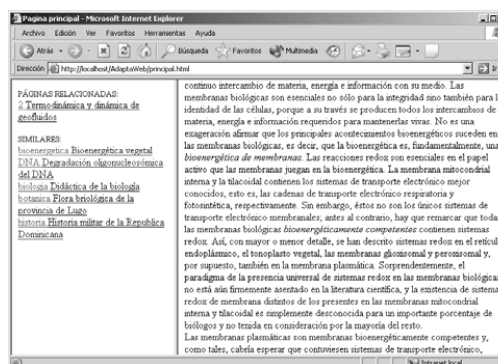 Pagina principal - Microsoft Internet Explorer
Archivo Edición Ver Favoritos Herramientas Ayuda
Atrás Búsqueda Favoritos Multimedia
Dirección http://localhost/AdaptaWeb/principal.html Ir
PÁGINAS RELACIONADAS:
2 Termodinámica y dinámica de
geofluidos
SIMILARES:
bioenergetica Bioenergética vegetal
DNA Degradación oligonucleosómica
del DNA
biologia Didáctica de la biología
botanica Flora briológica de la
provincia de Lugo
historia Historia militar de la Republica
Dominicana
continuo intercambio de materia, energía e información con su medio. Las
membranas biológicas son esenciales no sólo para la integridad sino también para l
identidad de las células, porque a su través se producen todos los intercambios de
materia, energía e información requeridos para mantenerlas vivas. No es una
exageración afirmar que los principales acontecimientos bioenergéticos suceden en
las membranas biológicas, es decir, que la bioenergética es, fundamentalmente, una
bioenergética de membranas. Las reacciones redox son esenciales en el papel
activo que las membranas juegan en la bioenergética. La membrana mitocondrial
interna y la tilacoidal contienen los sistemas de transporte electrónico mejor
conocidos, esto es, las cadenas de transporte electrónico respiratoria y
fotosintética, respectivamente. Sin embargo, éstos no son los únicos sistemas de
transporte electrónico membranales; antes al contrario, hay que remarcar que toda
las membranas biológicas bioenergéticamente competentes contienen sistemas
redox. Así, con mayor o menor detalle, se han descrito sistemas redox en el retícul
endoplásmico, el tonoplasto vegetal, las membranas glioxisomal y peroxisomal y,
por supuesto, también en la membrana plasmática. Sorprendentemente, el
paradigma de la presencia universal de sistemas redox en las membranas biológicas
no está aún firmemente asentado en la literatura científica, y la existencia de sistema
redox de membrana distintos de los presentes en las membranas mitocondrial
interna y tilacoidal es simplemente desconocida para un importante porcentaje de
biólogos y no tenida en consideración por la mayoría del resto.
Las membranas plasmáticas son membranas bioenergéticamente competentes y,
como tales, cabría esperar que contuviesen sistemas de transporte electrónico,
Intranet local